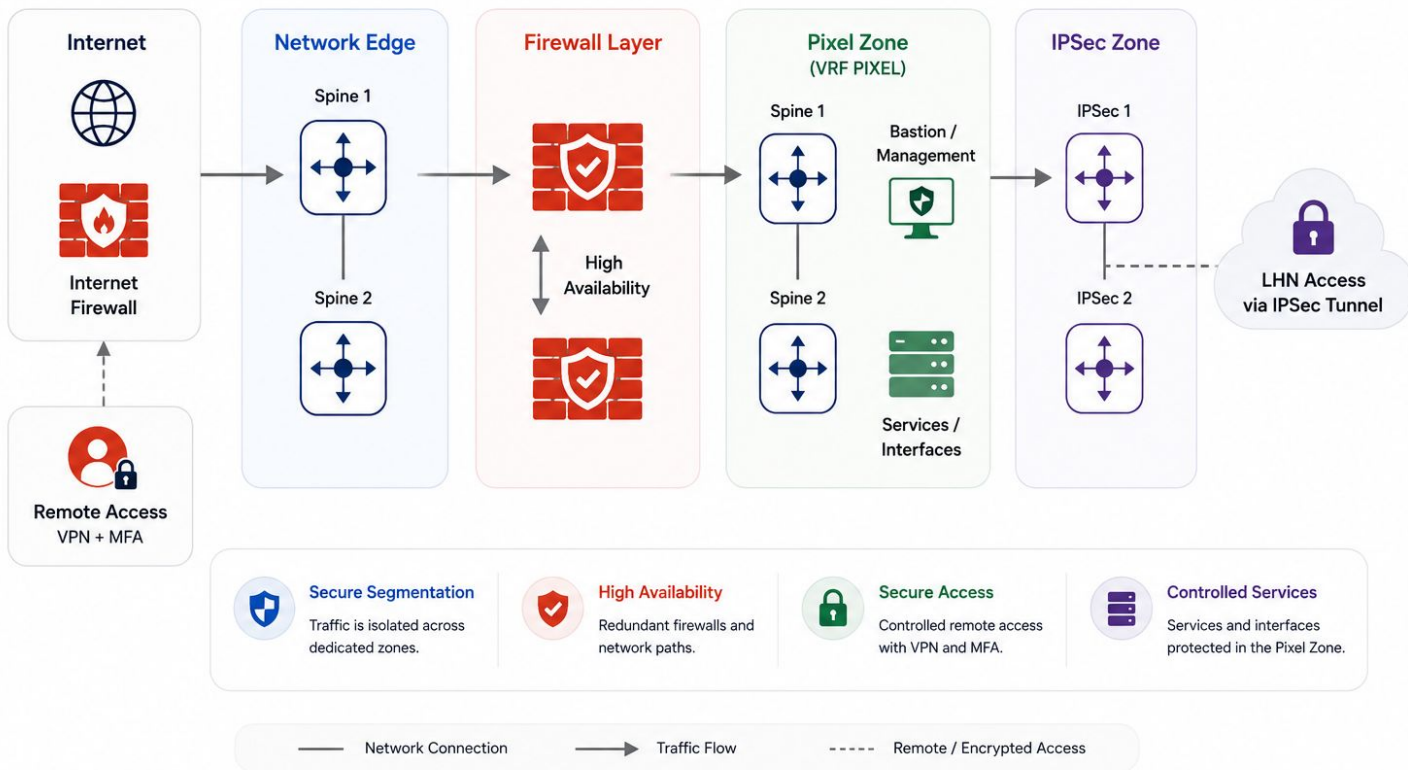 Internet
Internet
Firewall
Remote Access
VPN + MFA
Network Edge
Spine 1
Spine 2
Firewall Layer
High
Availability
Pixel Zone
(VRF PIXEL)
Spine 1
Spine 2
Bastion /
Management
Services /
Interfaces
IPSec Zone
IPSec 1
IPSec 2
LHN Access
via IPSec Tunnel
Secure Segmentation
Traffic is isolated across
dedicated zones.
High Availability
Redundant firewalls and
network paths.
Secure Access
Controlled remote access
with VPN and MFA.
Controlled Services
Services and interfaces
protected in the Pixel Zone.
Network Connection
Traffic Flow
Remote / Encrypted Access